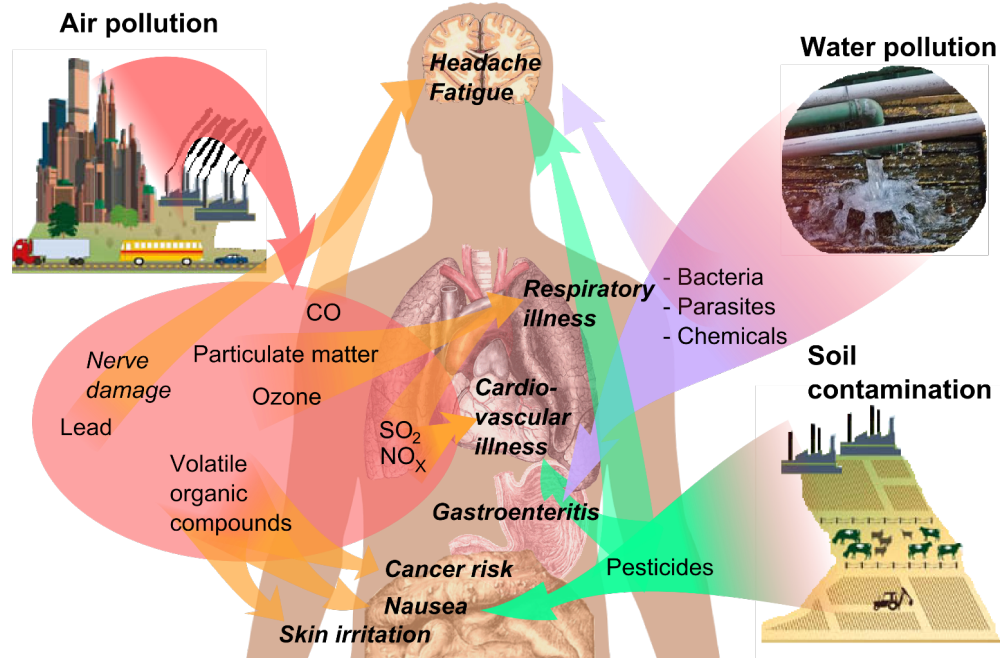 Air pollution
Water pollution
Headache
Fatigue
- Bacteria
- Parasites
- Chemicals
Respiratory
illness
CO
Particulate matter
Nerve
damage
Ozone
Lead
Cardio-
vascular
illness
SO2
NOX
Soil
contamination
Volatile
organic
compounds
Gastroenteritis
Pesticides
Cancer risk
Nausea
Skin irritation